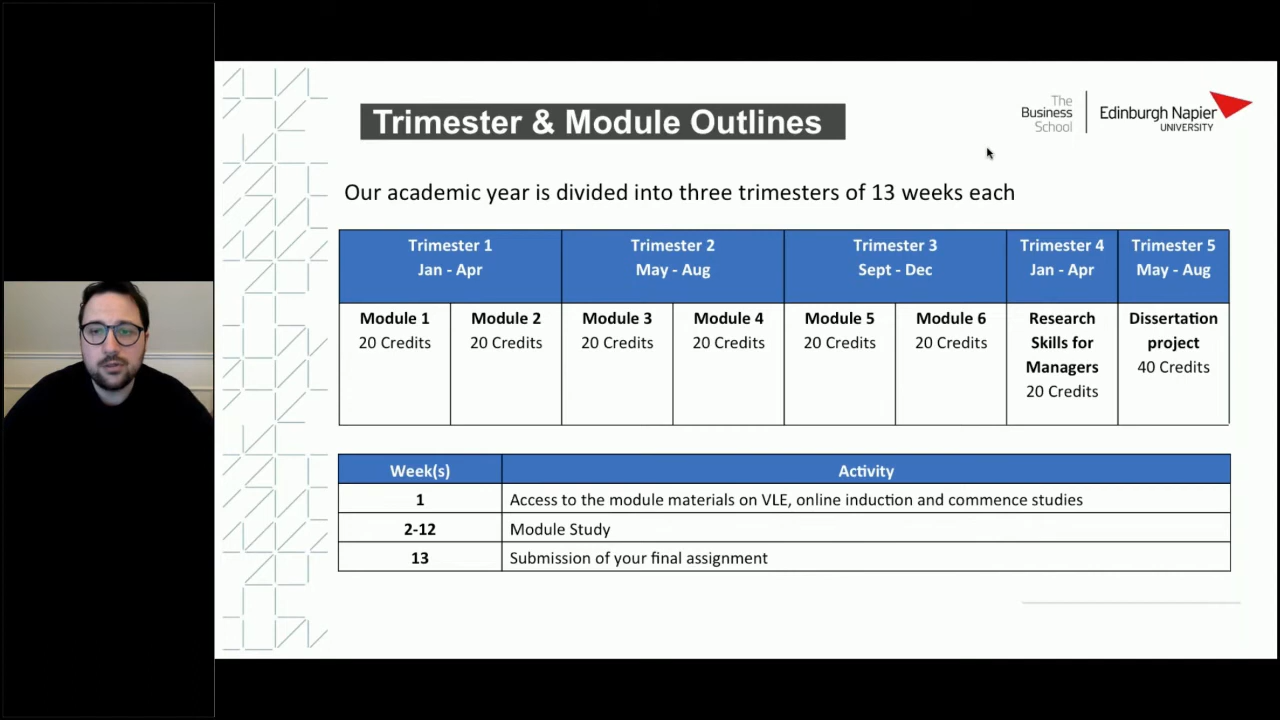 Trimester & Module Outlines
The
Business
School
Edinburgh Napier
UNIVERSITY
Our academic year is divided into three trimesters of 13 weeks each
Trimester 1
Jan - Apr
Trimester 2
May - Aug
Trimester 3
Sept - Dec
Trimester 4
Jan - Apr
Trimester 5
May - Aug
Module 1
20 Credits
Module 2
20 Credits
Module 3
20 Credits
Module 4
20 Credits
Module 5
20 Credits
Module 6
20 Credits
Research
Skills for
Managers
20 Credits
Dissertation
project
40 Credits
Week(s) Activity
1 Access to the module materials on VLE, online induction and commence studies
2-12 Module Study
13 Submission of your final assignment